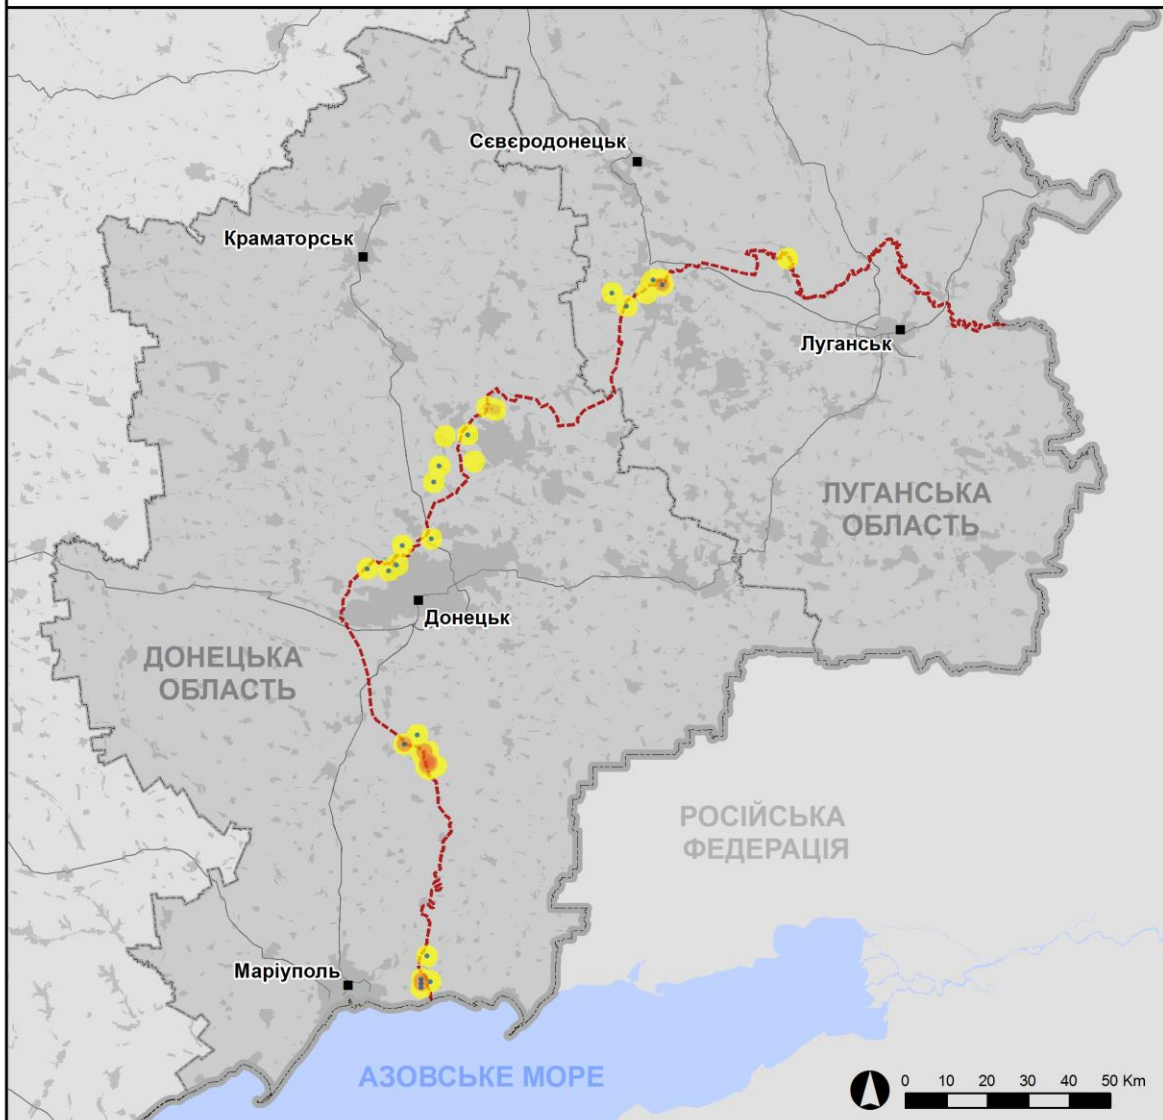 Сєвєродонецьк
Краматорськ
Луганськ
ЛУГАНСЬКА
ОБЛАСТЬ
Донецьк
ДОНЕЦЬКА
ОБЛАСТЬ
РОСІЙСЬКА
ФЕДЕРАЦІЯ
Маріуполь
АЗОВСЬКЕ МОРЕ
0 10 20 30 40 50 Km